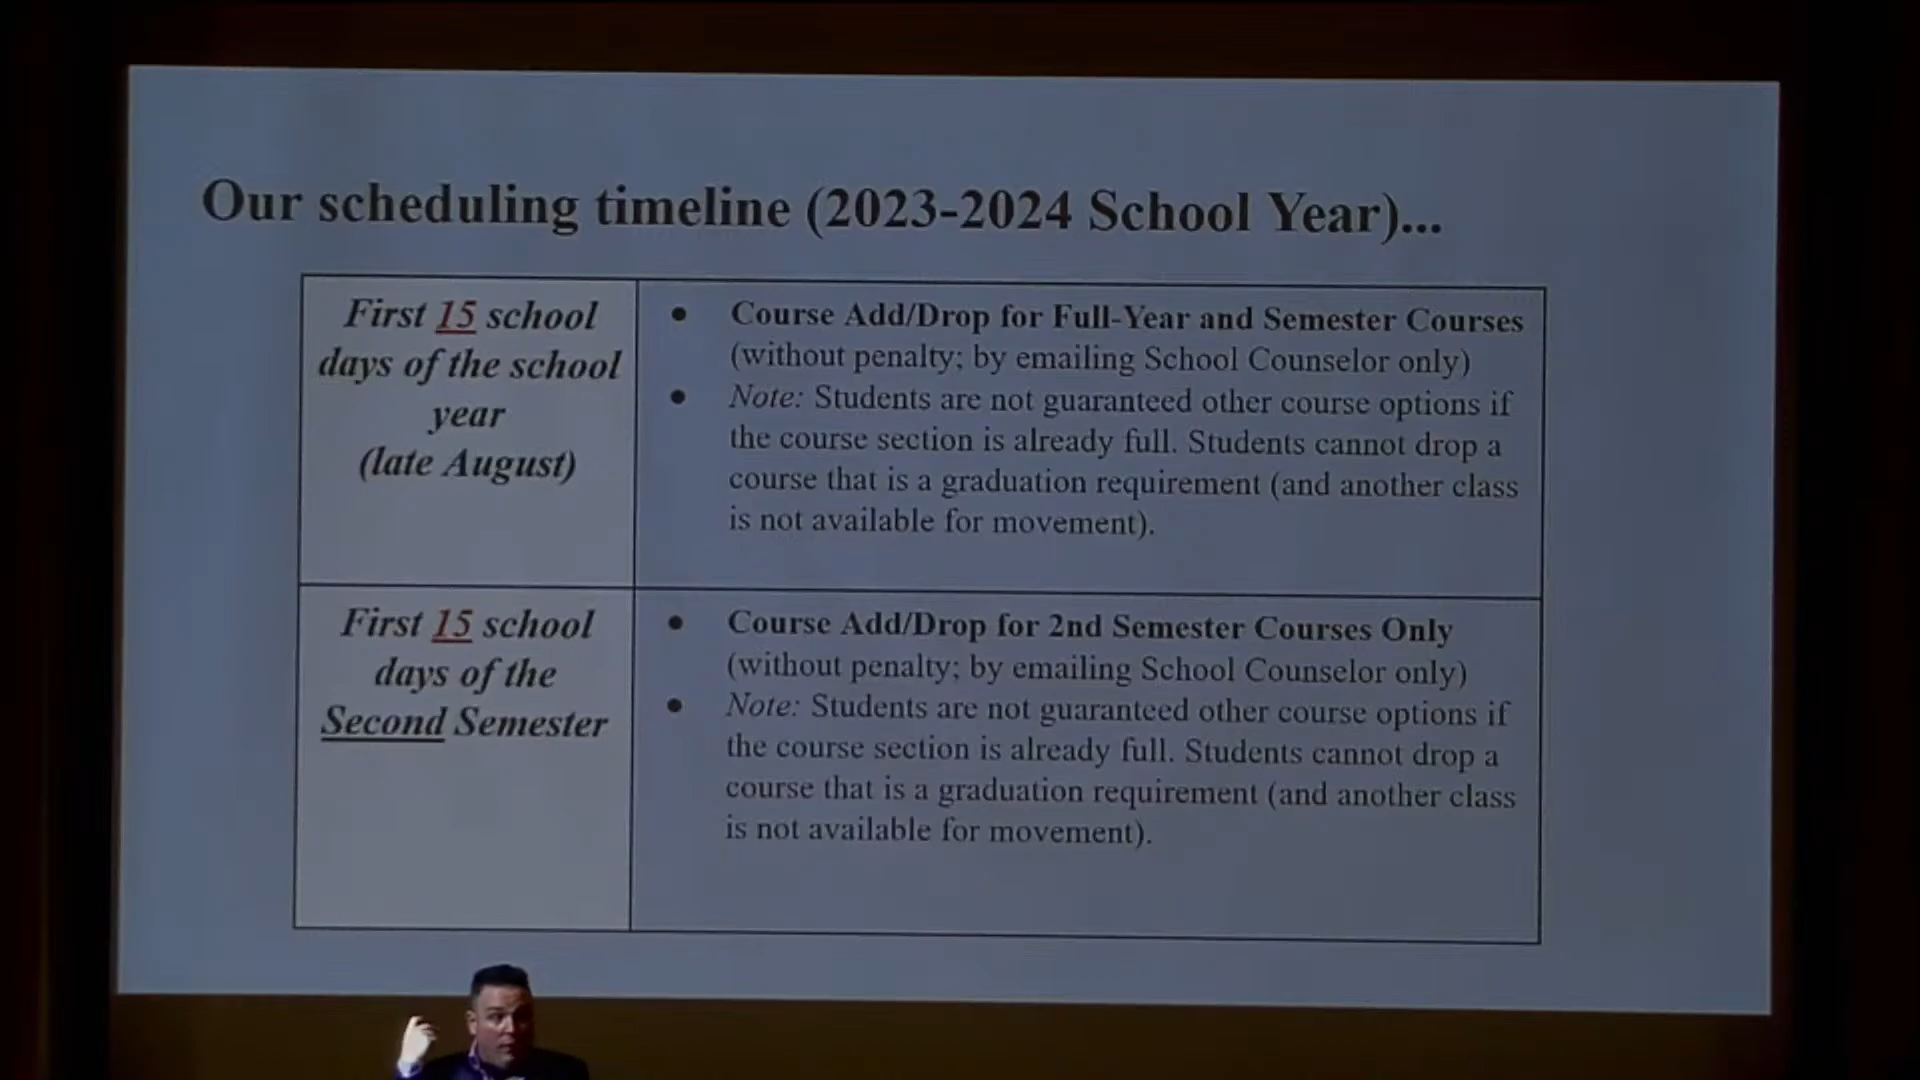 Our scheduling timeline (2023-2024 School Year)...
First 15 school
days of the school
year
(late August)
• Course Add/Drop for Full-Year and Semester Courses
(without penalty; by emailing School Counselor only)
• Note: Students are not guaranteed other course options if
the course section is already full. Students cannot drop a
course that is a graduation requirement (and another class
is not available for movement).
First 15 school
days of the
Second Semester
• Course Add/Drop for 2nd Semester Courses Only
(without penalty; by emailing School Counselor only)
• Note: Students are not guaranteed other course options if
the course section is already full. Students cannot drop a
course that is a graduation requirement (and another class
is not available for movement).